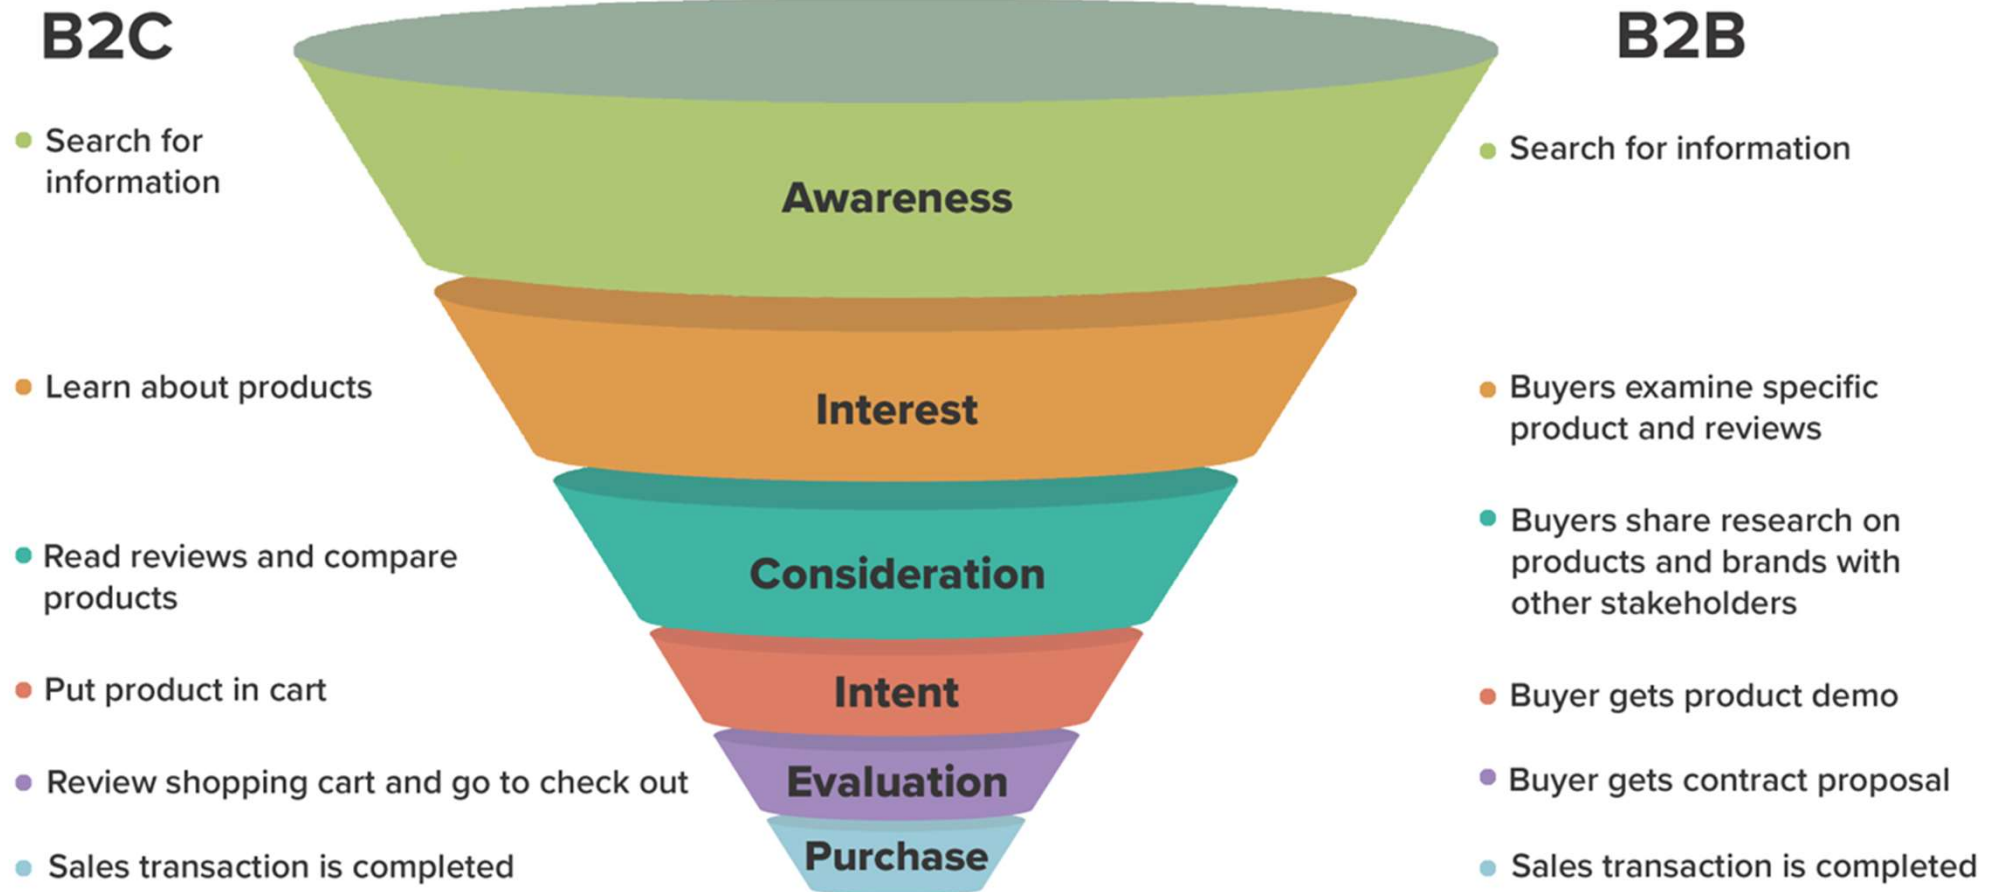 B2C
B2B
Search for
information
Awareness
Search for information
Learn about products
Interest
Buyers examine specific
product and reviews
Read reviews and compare
products
Consideration
Buyers share research on
products and brands with
other stakeholders
Put product in cart
Intent
Buyer gets product demo
Review shopping cart and go to check out
Evaluation
Buyer gets contract proposal
Sales transaction is completed
Purchase
Sales transaction is completed